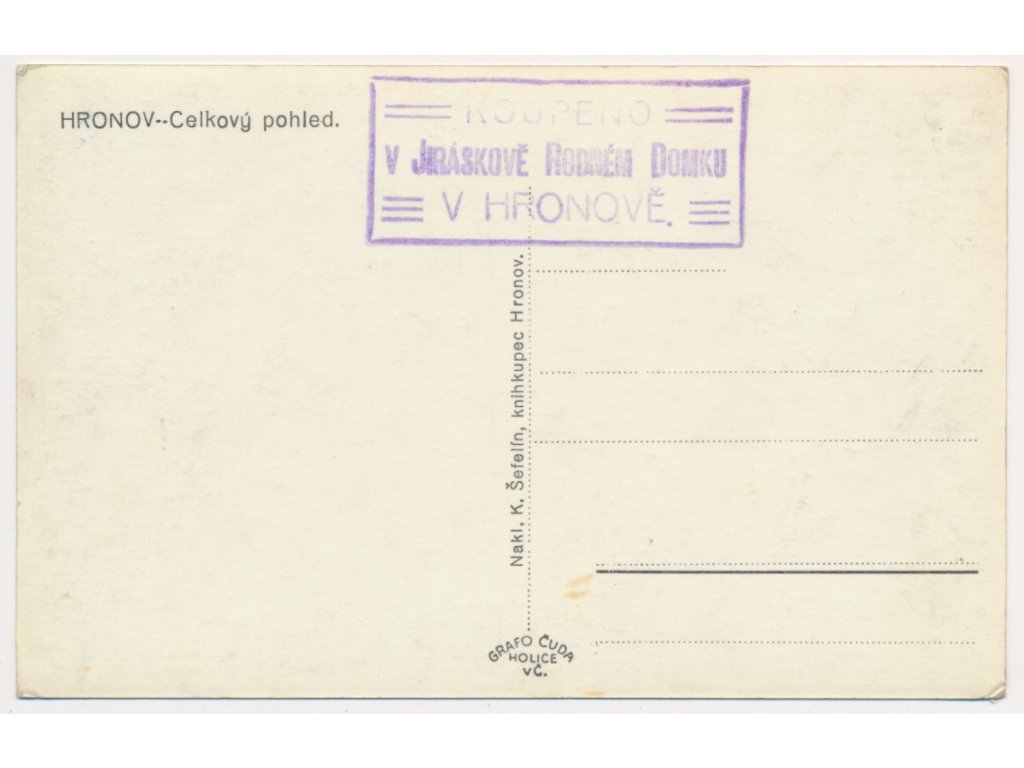 HRONOV--Celkový pohled.
KOUPENO
V JIRÁSKOVĚ RODNÉM DOMKU
V HRONOVĚ.
Nakl. K. Šefelín, knihkupec Hronov.
GRAFO ČUDA
HOLICE
VČ.